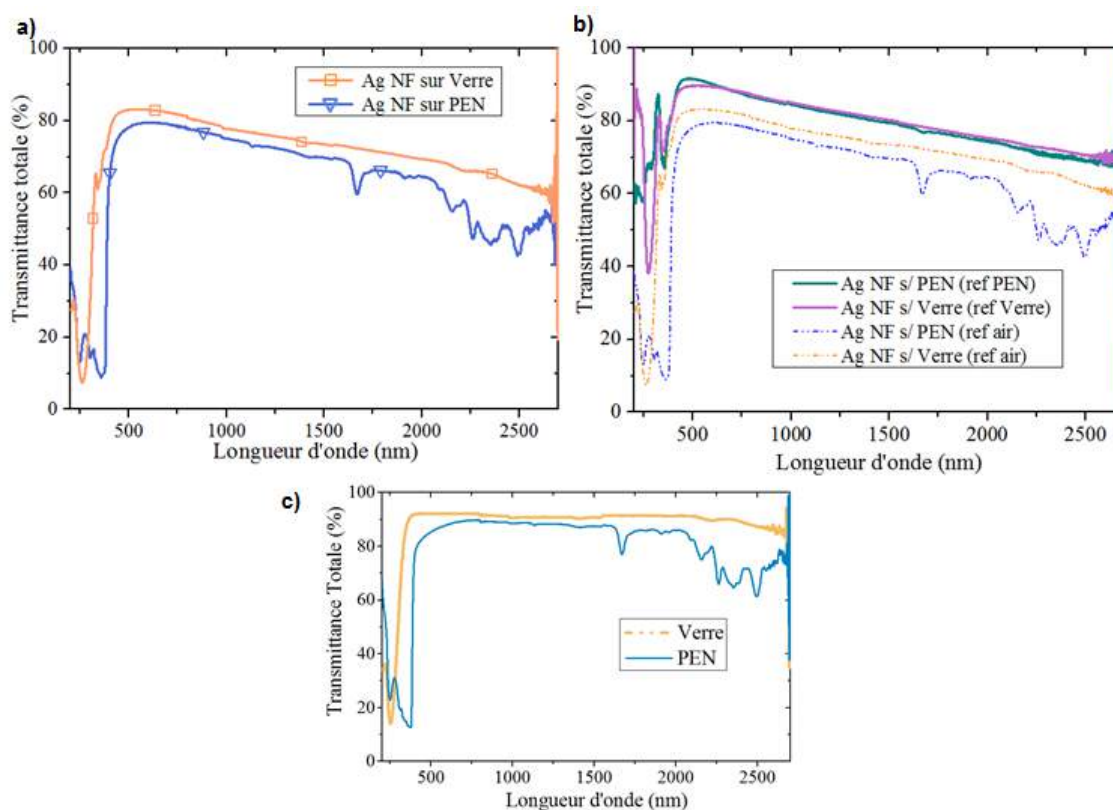 a)
Transmittance totale (%)
100
80
60
40
20
0
Ag NF sur Verre
Ag NF sur PEN
500 1000 1500 2000 2500
Longueur d'onde (nm)
b)
Transmittance totale (%)
100
80
60
40
20
0
Ag NF s/ PEN (ref PEN)
Ag NF s/ Verre (ref Verre)
Ag NF s/ PEN (ref air)
Ag NF s/ Verre (ref air)
500 1000 1500 2000 2500
Longueur d'onde (nm)
c)
Transmittance Totale (%)
100
80
60
40
20
0
Verre
PEN
500 1000 1500 2000 2500
Longueur d'onde (nm)